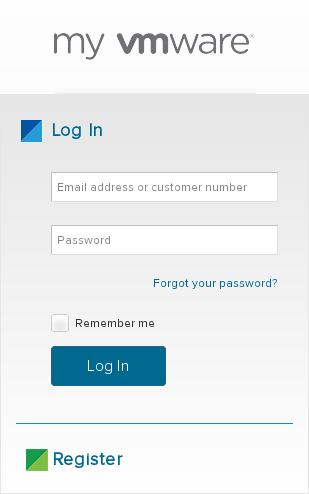 my vmware®
Log In
Email address or customer number
Password
Forgot your password?
Remember me
Log In
Register